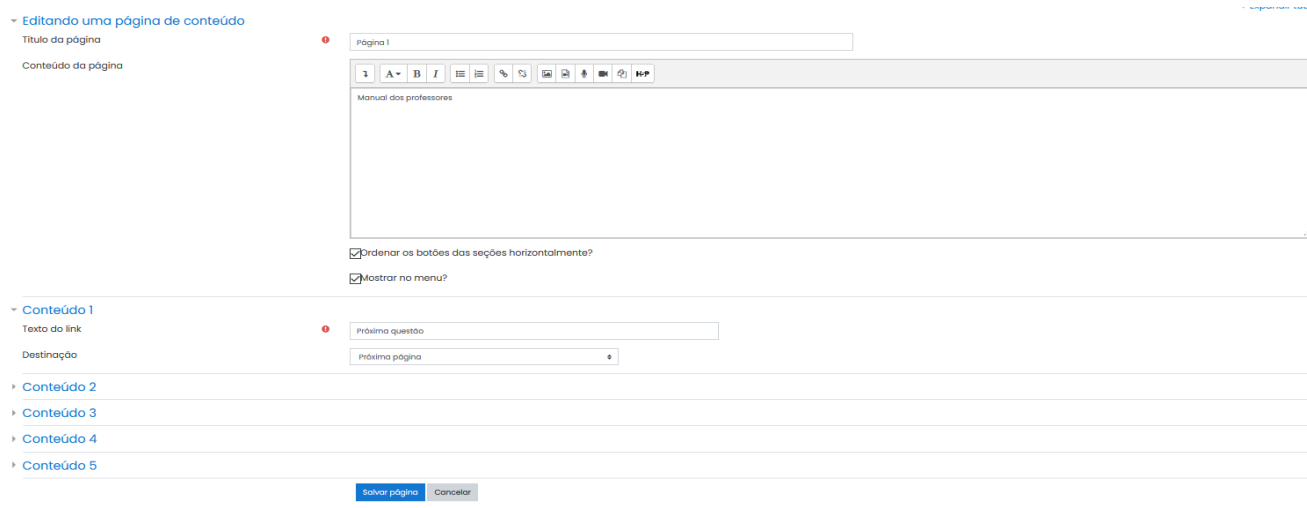 Editando uma página de conteúdo
Título da página
Página 1
Conteúdo da página
A B I H-P
Manual dos professores
Ordenar os botões das seções horizontalmente?
Mostrar no menu?
Conteúdo 1
Texto do link
Próxima questão
Destinação
Próxima página
Conteúdo 2
Conteúdo 3
Conteúdo 4
Conteúdo 5
Salvar página Cancelar